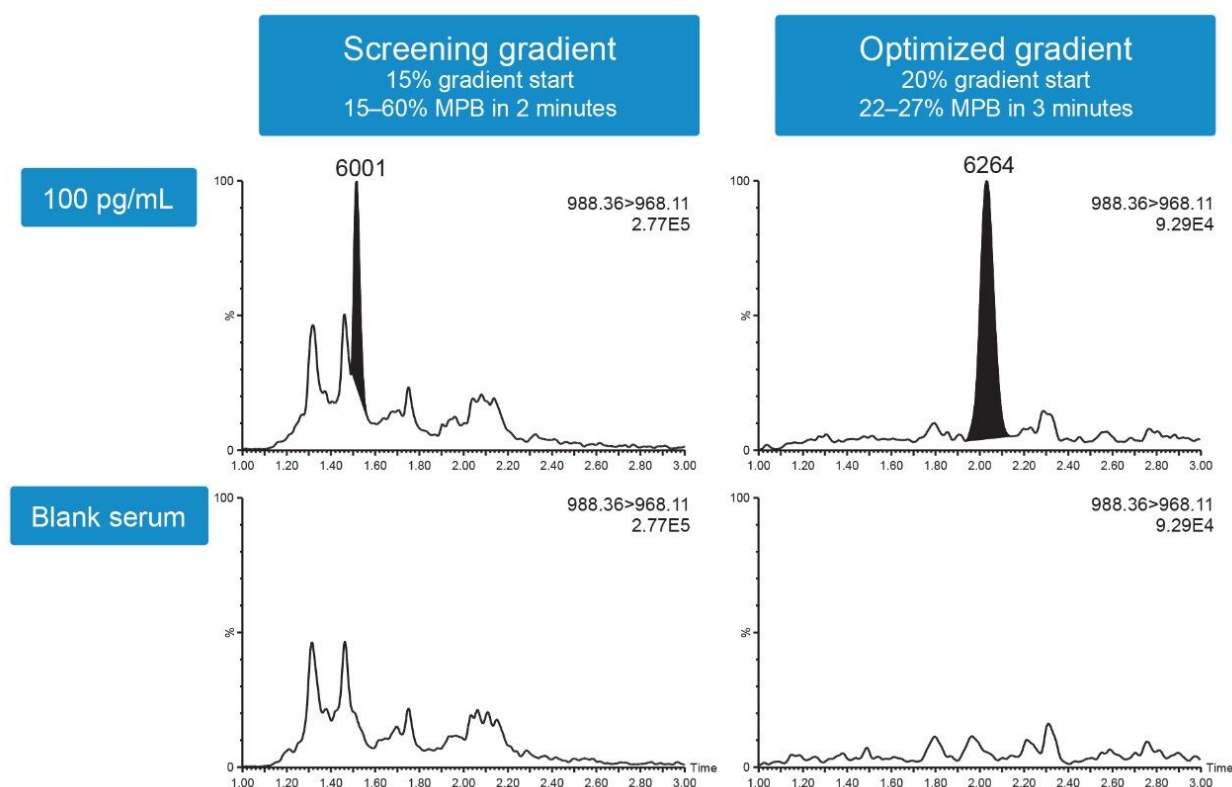 Screening gradient
15% gradient start
15–60% MPB in 2 minutes
Optimized gradient
20% gradient start
22–27% MPB in 3 minutes
100 pg/mL
6001
100
%
0
988.36>968.11
2.77E5
1.00 1.20 1.40 1.60 1.80 2.00 2.20 2.40 2.60 2.80 3.00
6264
100
%
0
988.36>968.11
9.29E4
1.00 1.20 1.40 1.60 1.80 2.00 2.20 2.40 2.60 2.80 3.00
Blank serum
100
%
0
988.36>968.11
2.77E5
Time
1.00 1.20 1.40 1.60 1.80 2.00 2.20 2.40 2.60 2.80 3.00
100
%
0
988.36>968.11
9.29E4
Time
1.00 1.20 1.40 1.60 1.80 2.00 2.20 2.40 2.60 2.80 3.00